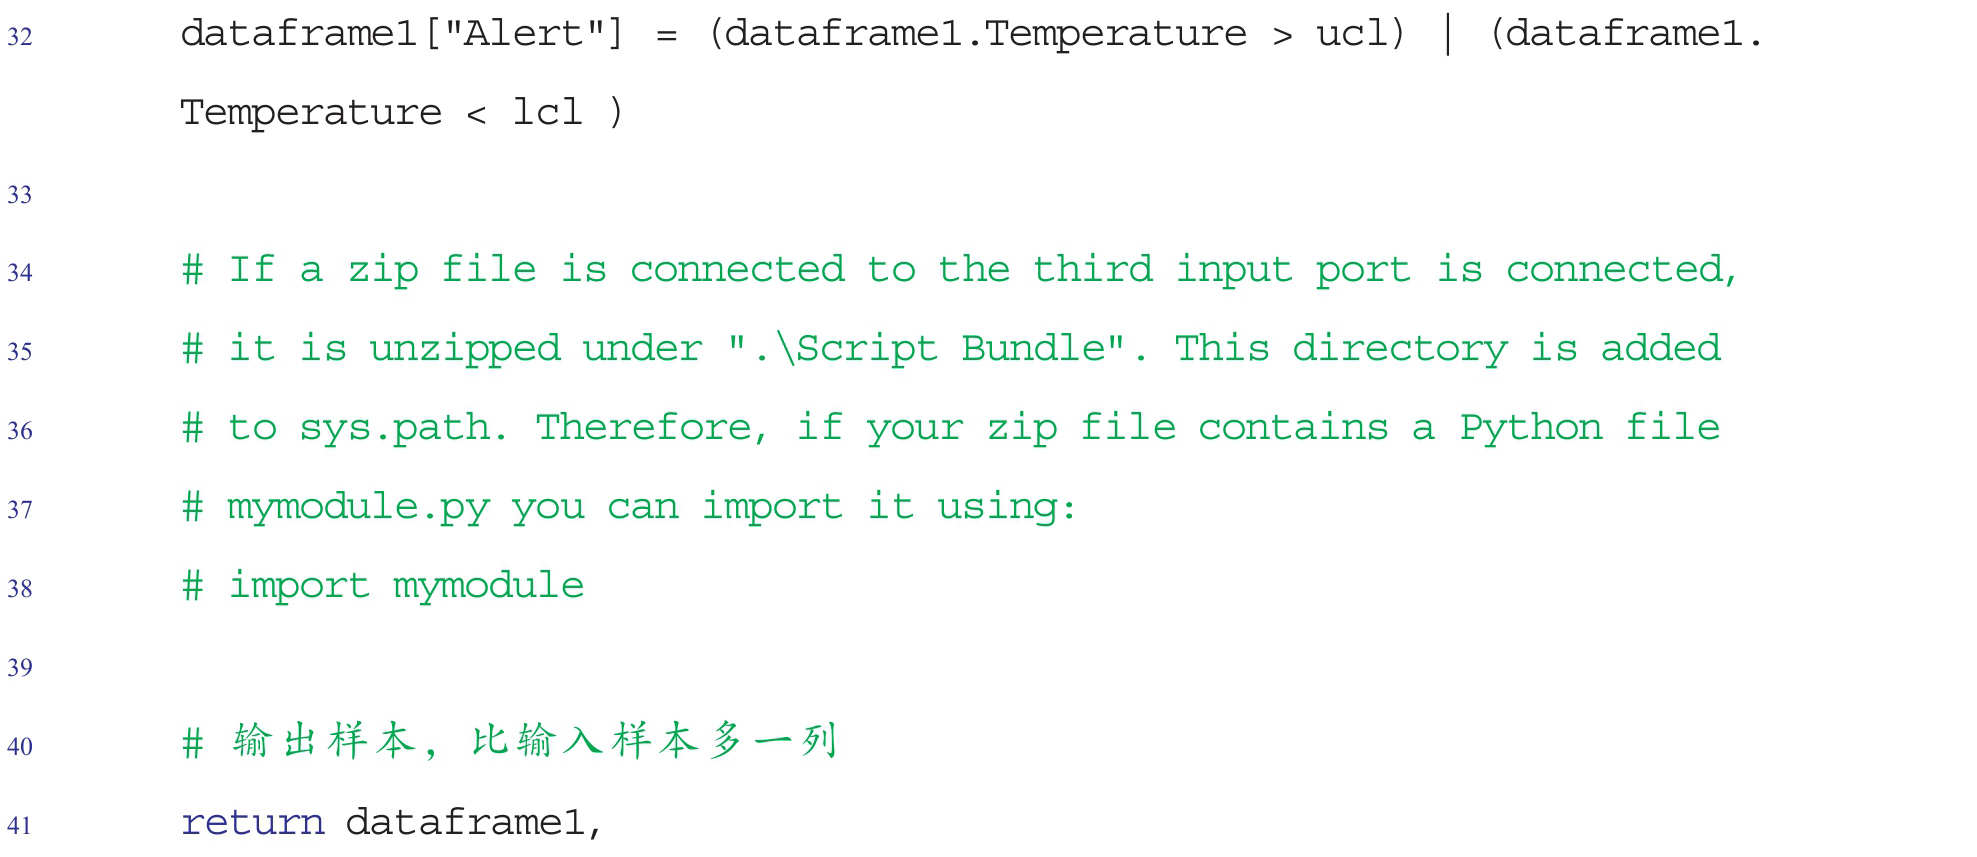 32 dataframe1["Alert"] = (dataframe1.Temperature > ucl) | (dataframe1.
Temperature < lcl )
33
34 # If a zip file is connected to the third input port is connected,
35 # it is unzipped under ".\Script Bundle". This directory is added
36 # to sys.path. Therefore, if your zip file contains a Python file
37 # mymodule.py you can import it using:
38 # import mymodule
39
40 # 输出样本，比输入样本多一列
41 return dataframe1,